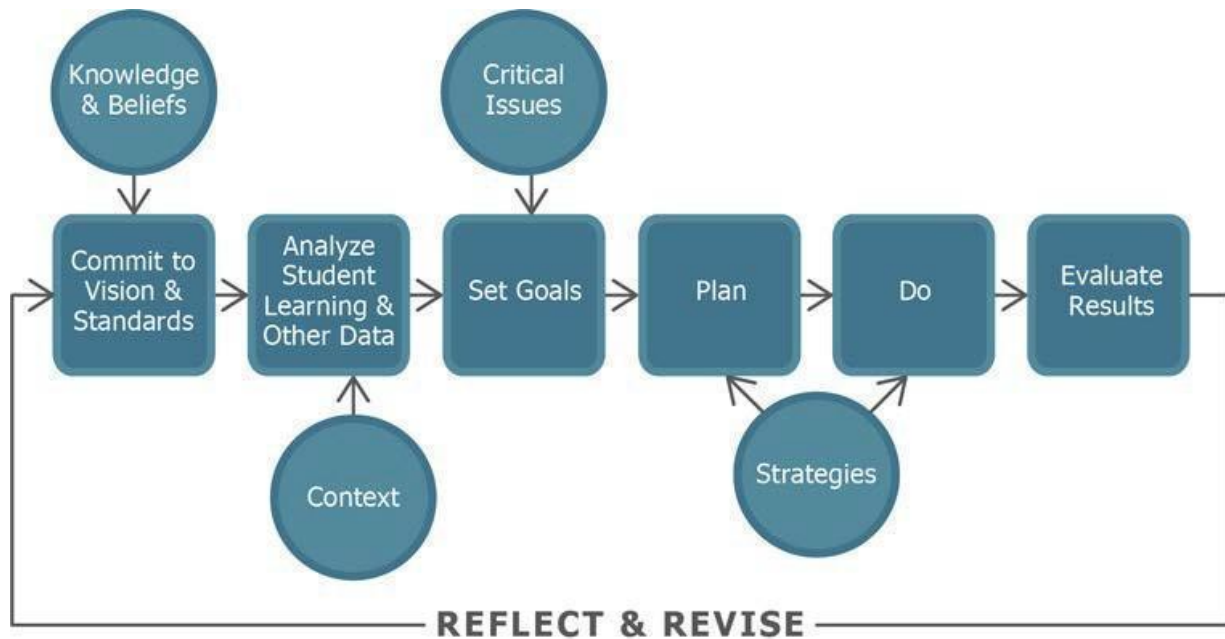 Knowledge
& Beliefs
Critical
Issues
Commit to
Vision &
Standards
Analyze
Student
Learning &
Other Data
Set Goals
Plan
Do
Evaluate
Results
Context
Strategies
REFLECT & REVISE